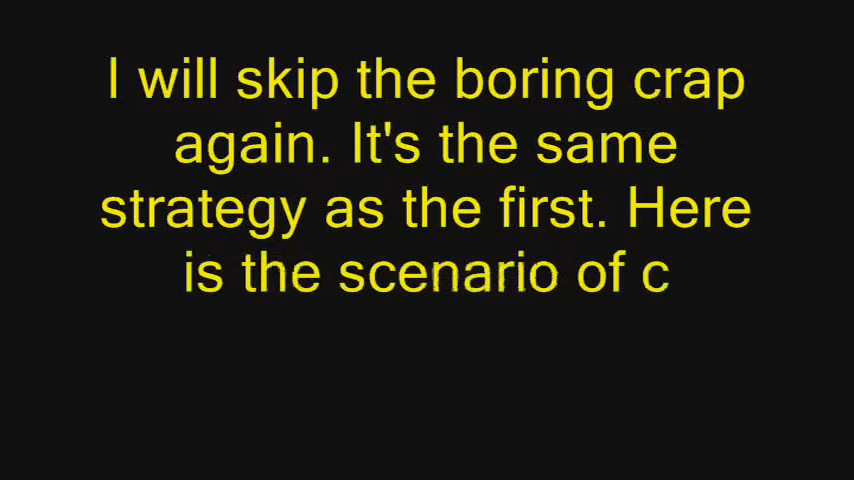 I will skip the boring crap
again. It's the same
strategy as the first. Here
is the scenario of c